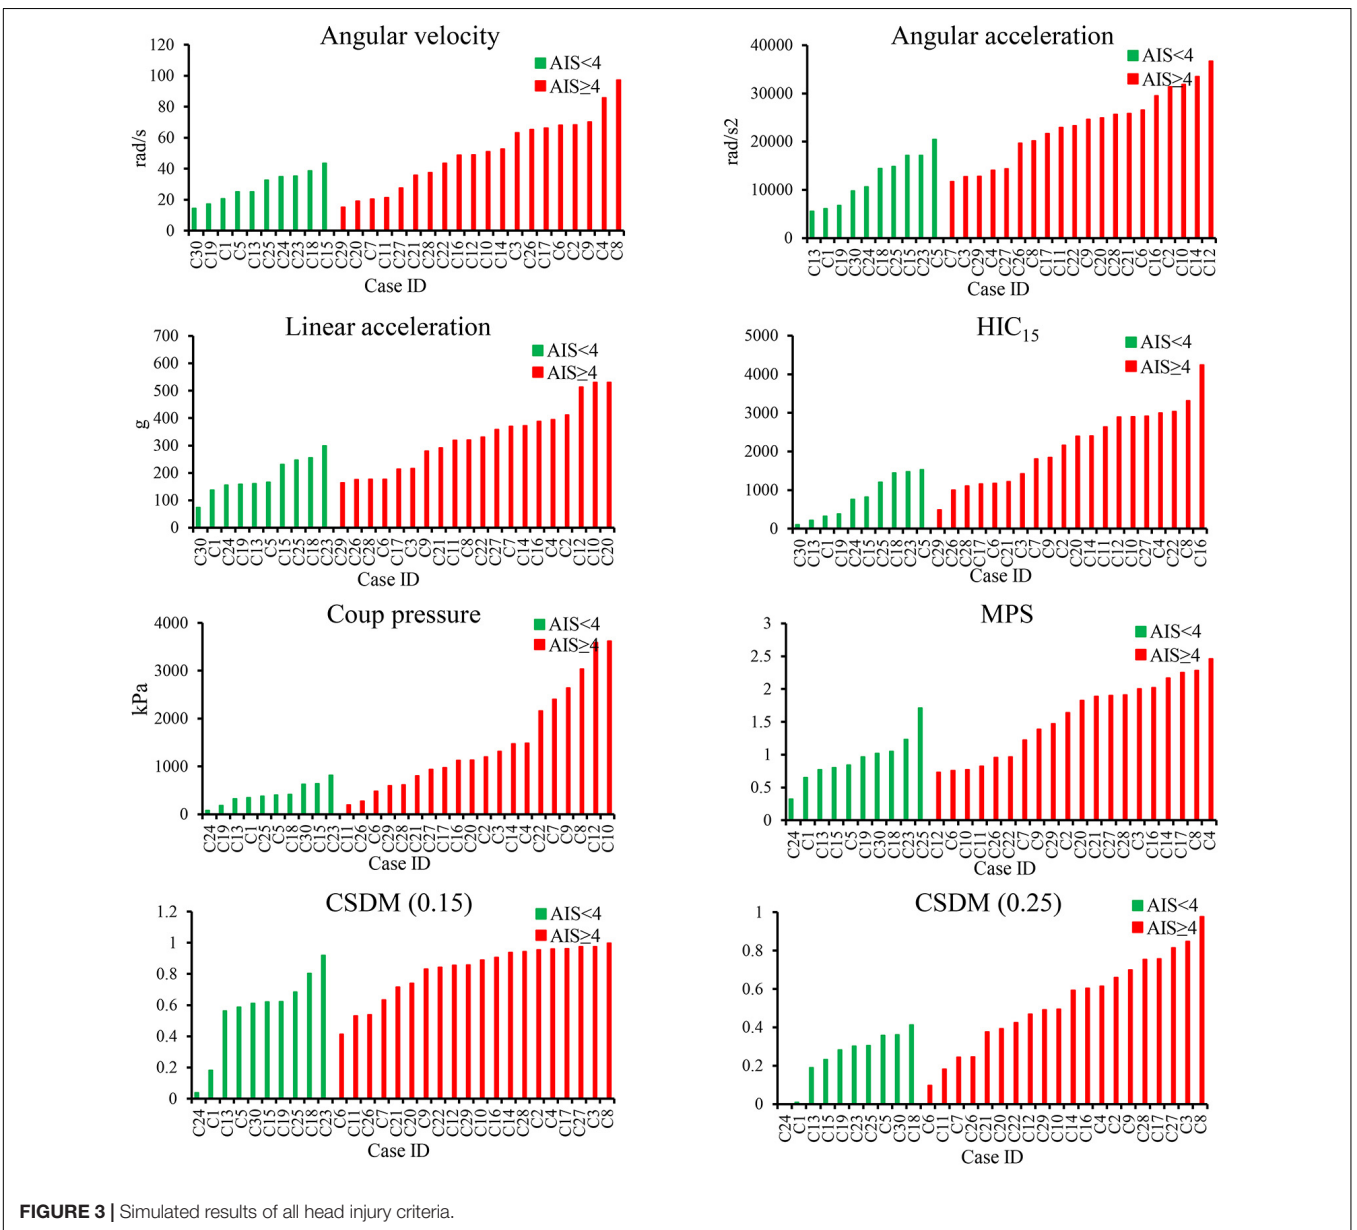 Angular velocity
AIS<4
AIS≥4
120
100
80
60
40
20
0
rad/s
C30 C19 C1 C5 C13 C25 C24 C23 C18 C15 C29 C20 C7 C11 C27 C21 C28 C22 C16 C12 C10 C14 C3 C26 C17 C6 C2 C9 C4 C8
Case ID
Angular acceleration
AIS<4
AIS≥4
40000
30000
20000
10000
0
rad/s2
C13 C1 C19 C30 C24 C18 C25 C15 C23 C5 C7 C3 C29 C4 C27 C26 C8 C17 C11 C22 C9 C20 C28 C21 C6 C16 C2 C10 C14 C12
Case ID
Linear acceleration
AIS<4
AIS≥4
700
600
500
400
300
200
100
0
g
C30 C1 C24 C19 C13 C5 C15 C25 C18 C23 C29 C26 C28 C6 C17 C3 C9 C21 C11 C8 C22 C27 C7 C14 C16 C4 C2 C12 C10 C20
Case ID
HIC15
AIS<4
AIS≥4
5000
4000
3000
2000
1000
0
C30 C13 C1 C19 C24 C15 C25 C18 C23 C5 C29 C26 C28 C17 C6 C21 C3 C7 C9 C2 C20 C14 C11 C12 C10 C27 C4 C22 C8 C16
Case ID
Coup pressure
AIS<4
AIS≥4
4000
3000
2000
1000
0
kPa
C24 C19 C13 C1 C25 C5 C18 C30 C15 C23 C11 C26 C6 C29 C28 C21 C27 C17 C16 C20 C2 C3 C14 C4 C22 C7 C9 C8 C12 C10
Case ID
MPS
AIS<4
AIS≥4
3
2.5
2
1.5
1
0.5
0
C24 C1 C13 C15 C5 C19 C30 C18 C23 C25 C12 C6 C10 C11 C26 C22 C7 C9 C29 C2 C20 C21 C27 C28 C3 C16 C14 C17 C8 C4
Case ID
CSDM (0.15)
AIS<4
AIS≥4
1.2
1
0.8
0.6
0.4
0.2
0
C24 C1 C13 C5 C30 C15 C19 C25 C18 C23 C6 C11 C26 C7 C21 C20 C9 C22 C12 C29 C10 C16 C14 C28 C2 C4 C17 C27 C3 C8
Case ID
CSDM (0.25)
AIS<4
AIS≥4
1
0.8
0.6
0.4
0.2
0
C24 C1 C13 C15 C19 C23 C25 C5 C30 C18 C6 C11 C7 C26 C21 C20 C22 C12 C29 C10 C14 C16 C4 C2 C9 C28 C17 C27 C3 C8
Case ID
FIGURE 3 | Simulated results of all head injury criteria.